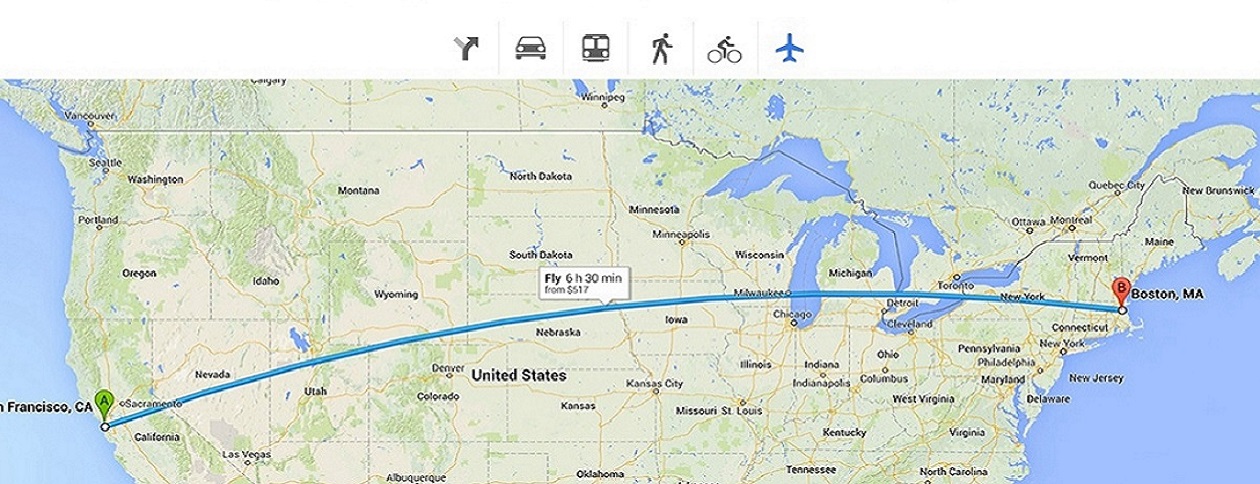 Calgary
Winnipeg
Vancouver
Seattle
Washington
Montana
North Dakota
Quebec City
New Brunswick
Minnesota
Ottawa
Montreal
Portland
Minneapolis
Maine
South Dakota
Wisconsin
Vermont
Oregon
Idaho
Michigan
Fly 6 h 30 min
from $517
Toronto
Wyoming
Milwaukee
New York
B
Boston, MA
Detroit
Chicago
Iowa
Nebraska
Cleveland
Connecticut
New York
Pennsylvania
Ohio
Denver
Nevada
United States
Illinois
Indiana
Philadelphia
Utah
Kansas City
Indianapolis
Columbus
Maryland
New Jersey
Colorado
West Virginia
Delaware
n Francisco, CA
A
Sacramento
Kansas
Missouri
St. Louis
California
Kentucky
Virginia
Las Vegas
Albuquerque
Oklahoma
Tennessee
North Carolina